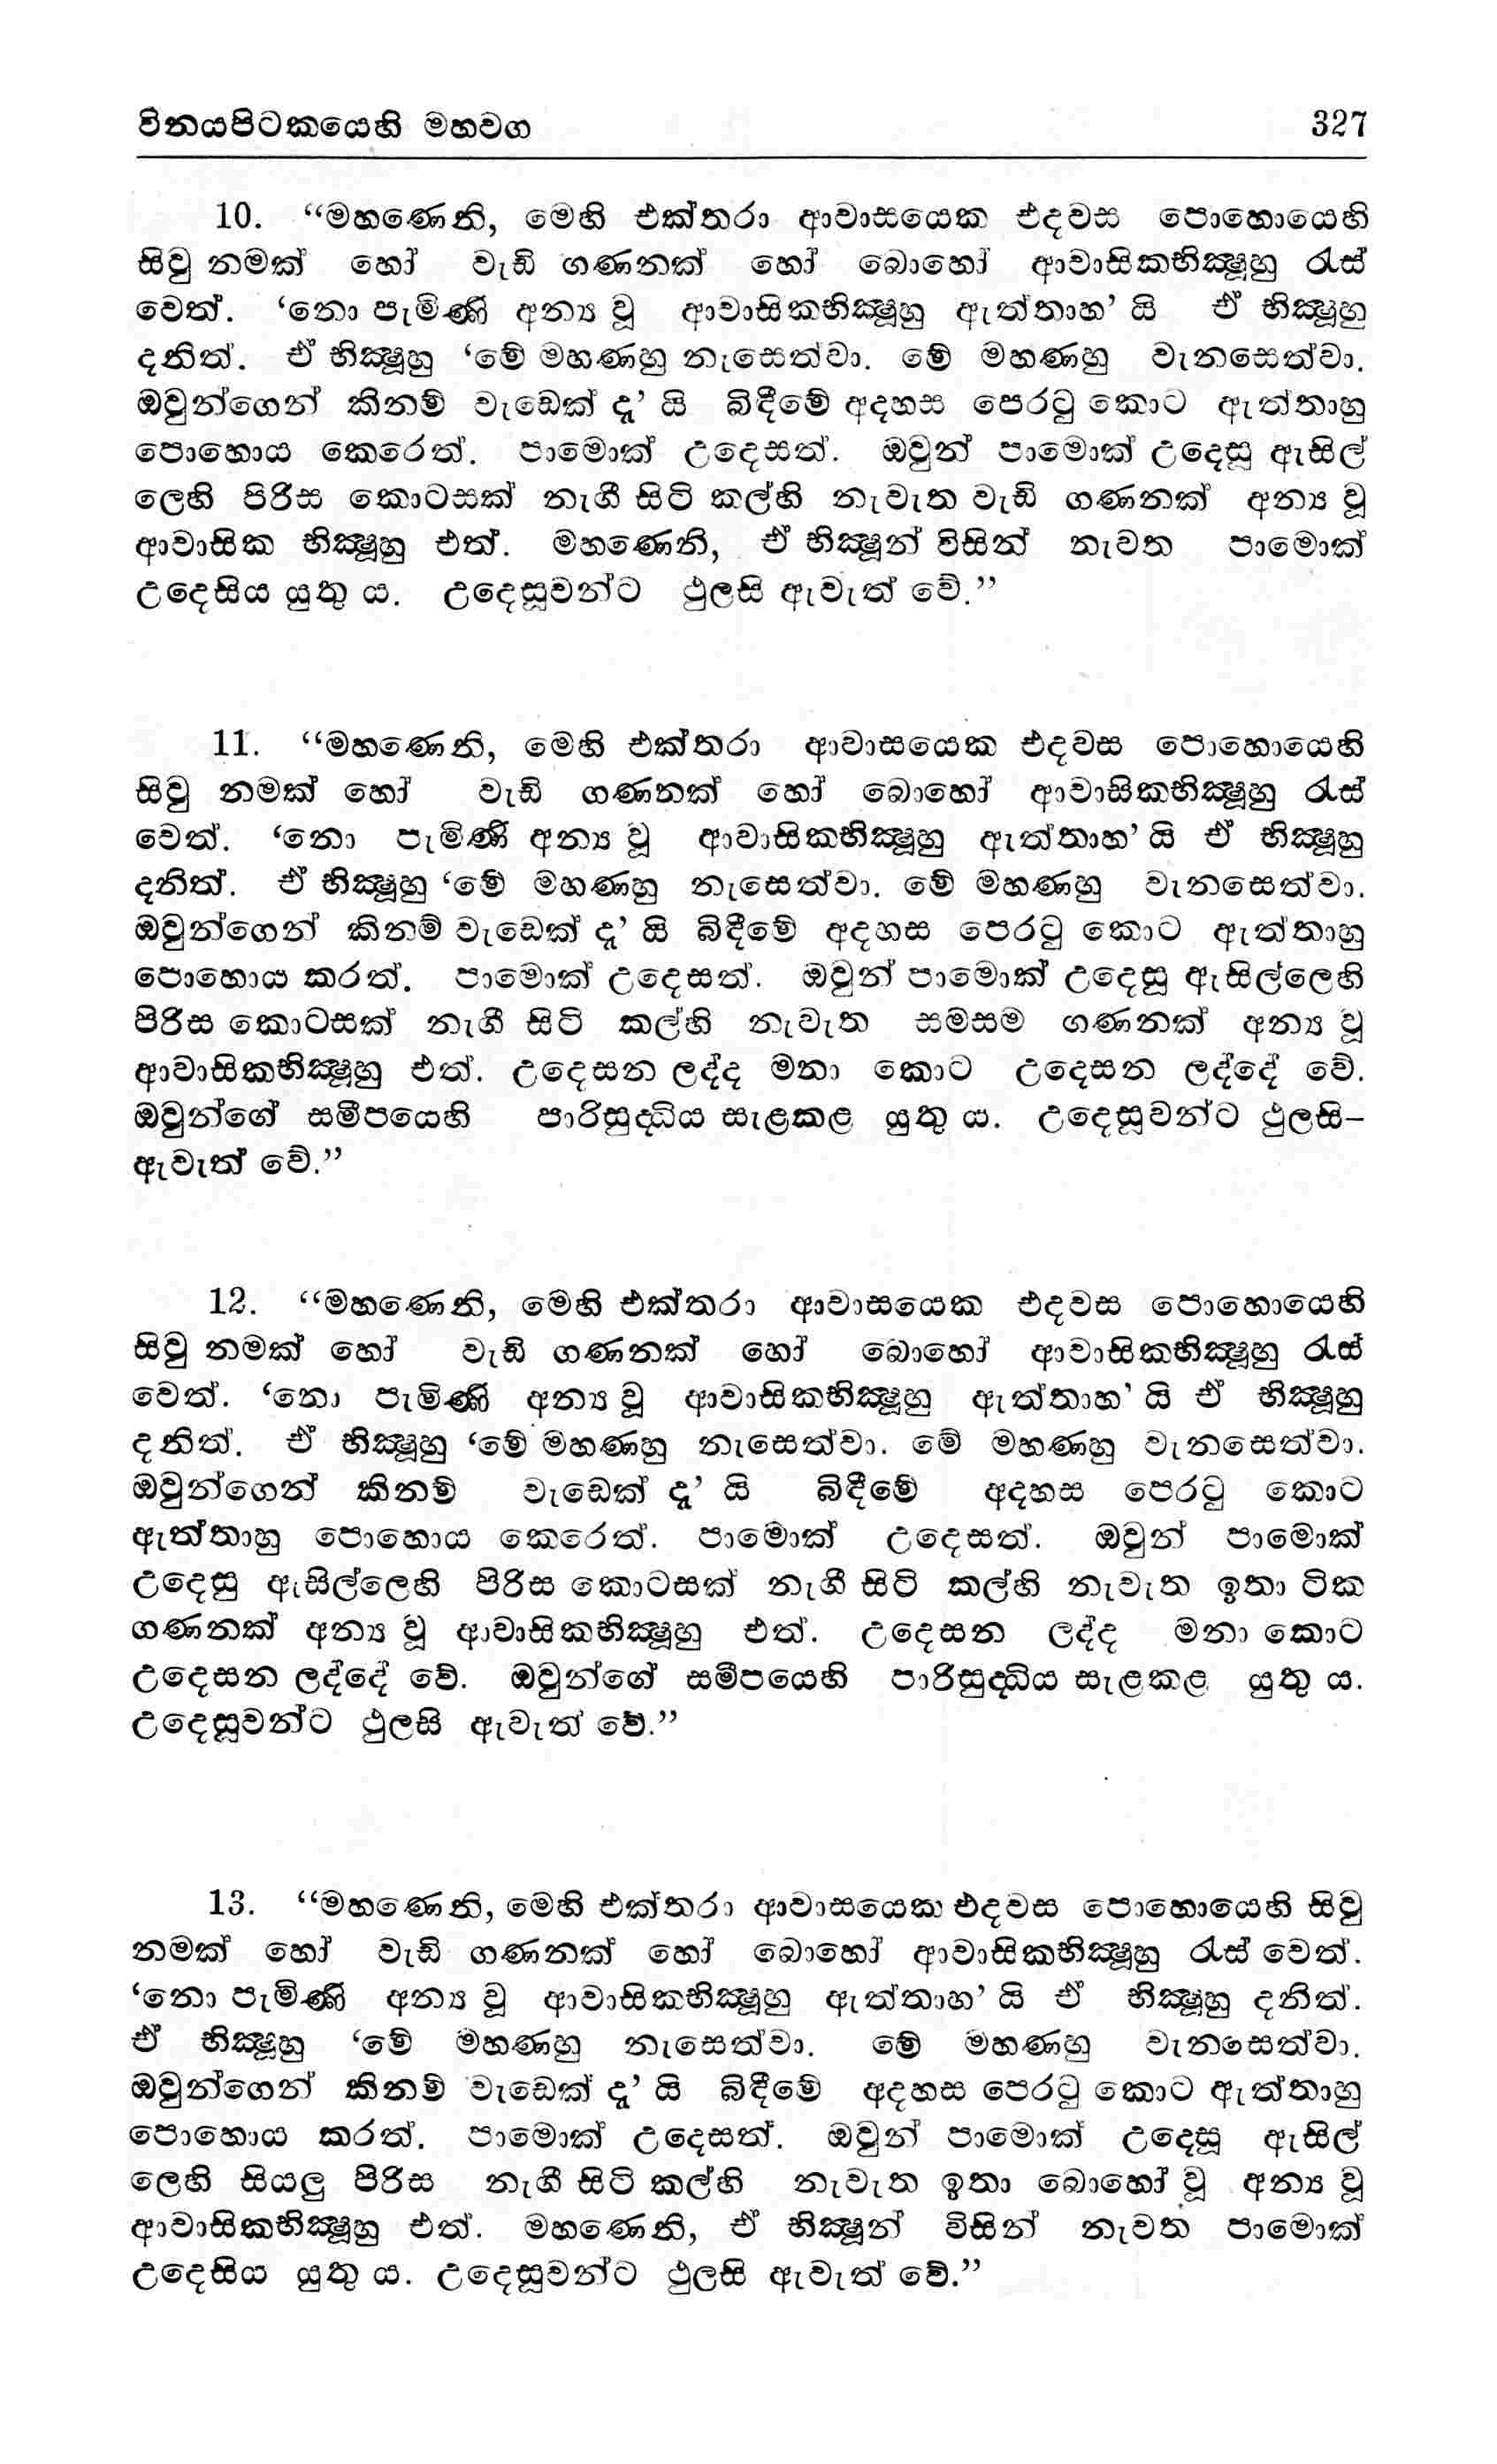 විනයපිටකයෙහි මහවග 327
10. “මහණෙනි, මෙහි එක්තරා ආවාසයෙක එදවස පොහොයෙහි
සිවු නමක් හෝ වැඩි ගණනක් හෝ බොහෝ ආවාසිකභික්‍ෂූහු රැස්
වෙත්. ‘නො පැමිණි අන්‍ය වූ ආවාසිකභික්‍ෂූහු ඇත්තාහ’ යි ඒ භික්‍ෂූහු
දනිත්. ඒ භික්‍ෂූහු ‘මේ මහණහු නැසෙත්වා. මේ මහණහු වැනසෙත්වා.
ඔවුන්ගෙන් කිනම් වැඩෙක් දැ’ යි බිඳීමේ අදහස පෙරටු කොට ඇත්තාහු
පොහොය කෙරෙත්. පාමොක් උදෙසත්. ඔවුන් පාමොක් උදෙසූ ඇසිල්
ලෙහි පිරිස කොටසක් නැගී සිටි කල්හි නැවැත වැඩි ගණනක් අන්‍ය වූ
ආවාසික භික්‍ෂූහු එත්. මහණෙනි, ඒ භික්‍ෂූන් විසින් නැවත පාමොක්
උදෙසිය යුතු ය. උදෙසූවන්ට ථුලසි ඇවැත් වේ.”
11. “මහණෙනි, මෙහි එක්තරා ආවාසයෙක එදවස පොහොයෙහි
සිවු නමක් හෝ වැඩි ගණනක් හෝ බොහෝ ආවාසිකභික්‍ෂූහු රැස්
වෙත්. ‘නො පැමිණි අන්‍ය වූ ආවාසිකභික්‍ෂූහු ඇත්තාහ’ යි ඒ භික්‍ෂූහු
දනිත්. ඒ භික්‍ෂූහු ‘මේ මහණහු නැසෙත්වා. මේ මහණහු වැනසෙත්වා.
ඔවුන්ගෙන් කිනම් වැඩෙක් දැ’ යි බිඳීමේ අදහස පෙරටු කොට ඇත්තාහු
පොහොය කරත්. පාමොක් උදෙසත්. ඔවුන් පාමොක් උදෙසූ ඇසිල්ලෙහි
පිරිස කොටසක් නැගී සිටි කල්හි නැවැත සමසම ගණනක් අන්‍ය වූ
ආවාසිකභික්‍ෂූහු එත්. උදෙසන ලද්ද මනා කොට උදෙසන ලද්දේ වේ.
ඔවුන්ගේ සමීපයෙහි පාරිසුද්‍ධිය සැළකළ යුතු ය. උදෙසූවන්ට ථුලසි–
ඇවැත් වේ.”
12. “මහණෙනි, මෙහි එක්තරා ආවාසයෙක එදවස පොහොයෙහි
සිවු නමක් හෝ වැඩි ගණනක් හෝ බොහෝ ආවාසිකභික්‍ෂූහු රැස්
වෙත්. ‘නො පැමිණි අන්‍ය වූ ආවාසිකභික්‍ෂූහු ඇත්තාහ’ යි ඒ භික්‍ෂූහු
දනිත්. ඒ භික්‍ෂූහු ‘මේ මහණහු නැසෙත්වා. මේ මහණහු වැනසෙත්වා.
ඔවුන්ගෙන් කිනම් වැඩෙක් දැ’ යි බිඳීමේ අදහස පෙරටු කොට
ඇත්තාහු පොහොය කෙරෙත්. පාමොක් උදෙසත්. ඔවුන් පාමොක්
උදෙසු ඇසිල්ලෙහි පිරිස කොටසක් නැගී සිටි කල්හි නැවැත ඉතා ටික
ගණනක් අන්‍ය වූ ආවාසිකභික්‍ෂූහු එත්. උදෙසන ලද්ද මනා කොට
උදෙසන ලද්දේ වේ. ඔවුන්ගේ සමීපයෙහි පාරිසුද්‍ධිය සැළකළ යුතු ය.
උදෙසූවන්ට ථුලසි ඇවැත් වේ.”
13. “මහණෙනි, මෙහි එක්තරා ආවාසයෙක එදවස පොහොයෙහි සිවු
නමක් හෝ වැඩි ගණනක් හෝ බොහෝ ආවාසිකභික්‍ෂූහු රැස් වෙත්.
‘නො පැමිණි අන්‍ය වූ ආවාසිකභික්‍ෂූහු ඇත්තාහ’ යි ඒ භික්‍ෂූහු දනිත්.
ඒ භික්‍ෂූහු ‘මේ මහණහු නැසෙත්වා. මේ මහණහු වැනසෙත්වා.
ඔවුන්ගෙන් කිනම් වැඩෙක් දැ’ යි බිඳීමේ අදහස පෙරටු කොට ඇත්තාහු
පොහොය කරත්. පාමොක් උදෙසත්. ඔවුන් පාමොක් උදෙසූ ඇසිල්
ලෙහි සියලු පිරිස නැගී සිටි කල්හි නැවැත ඉතා බොහෝ වූ අන්‍ය වූ
ආවාසිකභික්‍ෂූහු එත්. මහණෙනි, ඒ භික්‍ෂූන් විසින් නැවත පාමොක්
උදෙසිය යුතු ය. උදෙසූවන්ට ථුලසි ඇවැත් වේ.”